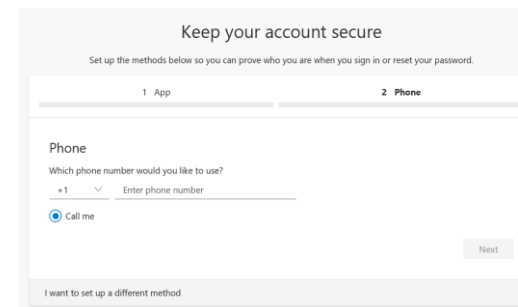 Keep your account secure
Set up the methods below so you can prove who you are when you sign in or reset your password.
1 App
2 Phone
Phone
Which phone number would you like to use?
+1 Enter phone number
Call me
Next
I want to set up a different method